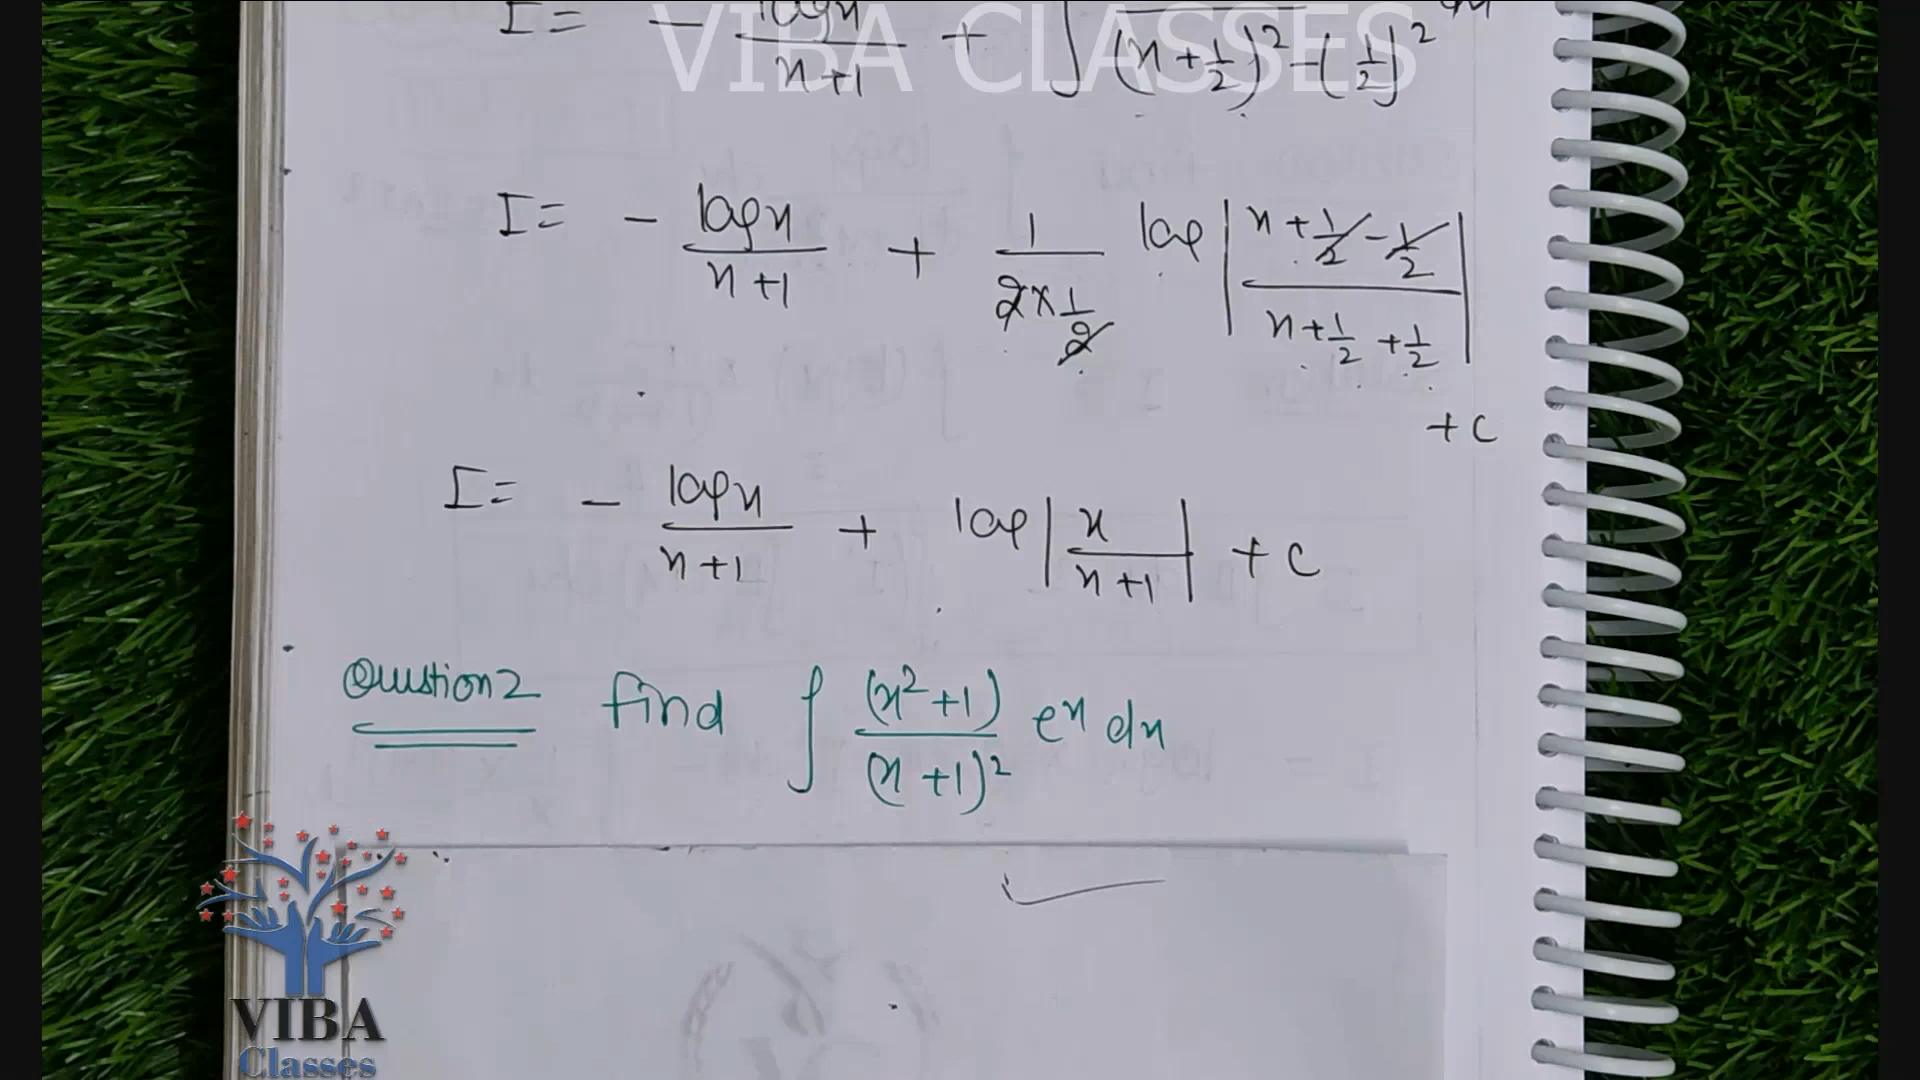 I = - log x / x+1 + ∫ / (x + 1/2)² - (1/2)² dx
VIBA CLASSES
I = - log x / x+1 + 1 / 2×1/2 log | x + 1/2 - 1/2 / x + 1/2 + 1/2 |
+ c
I = - log x / x+1 + log | x / x+1 | + c
Question 2 find ∫ (x²+1) / (x+1)² eˣ dx
VIBA
Classes